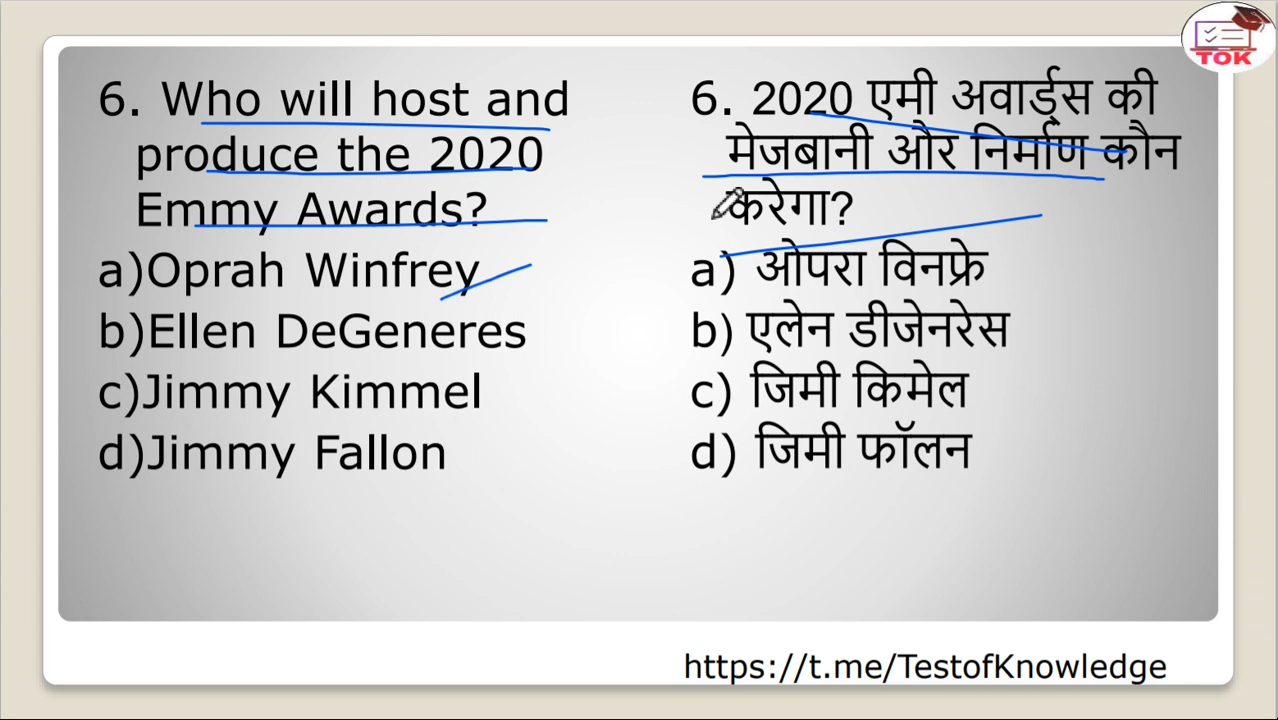 TOK
6. Who will host and
produce the 2020
Emmy Awards?
a)Oprah Winfrey
b)Ellen DeGeneres
c)Jimmy Kimmel
d)Jimmy Fallon
6. 2020 एमी अवार्ड्स की
मेजबानी और निर्माण कौन
करेगा?
a) ओपरा विनफ्रे
b) एलेन डीजेनरेस
c) जिमी किमेल
d) जिमी फॉलन
https://t.me/TestofKnowledge